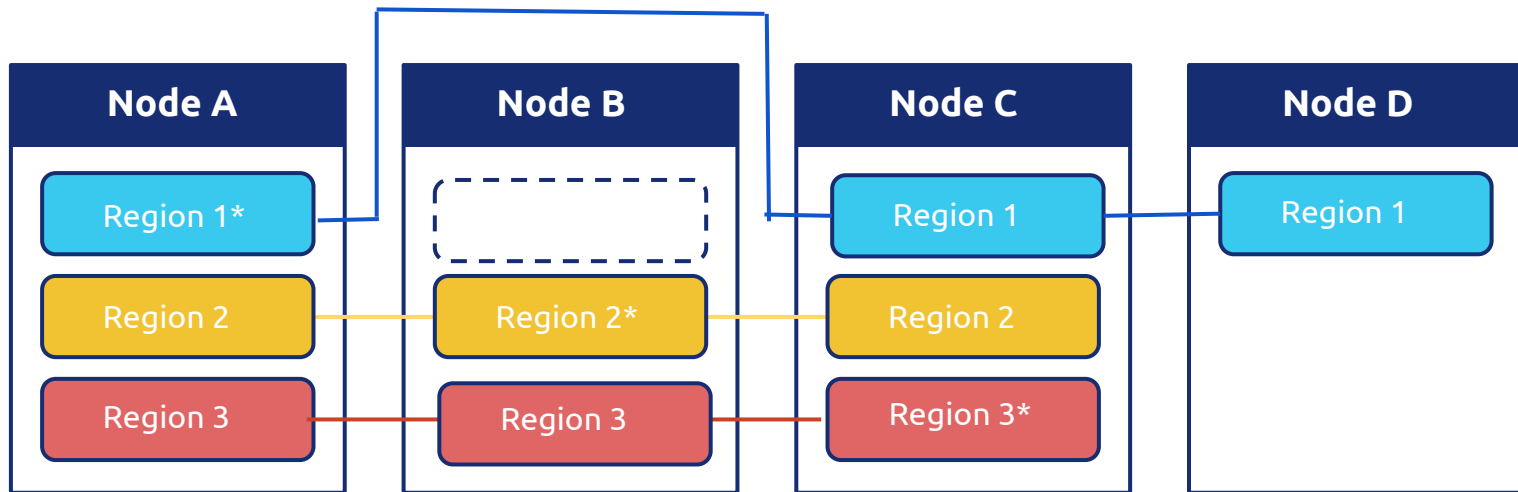 Node A
Node B
Node C
Node D
Region 1*
Region 1
Region 1
Region 2
Region 2*
Region 2
Region 3
Region 3
Region 3*